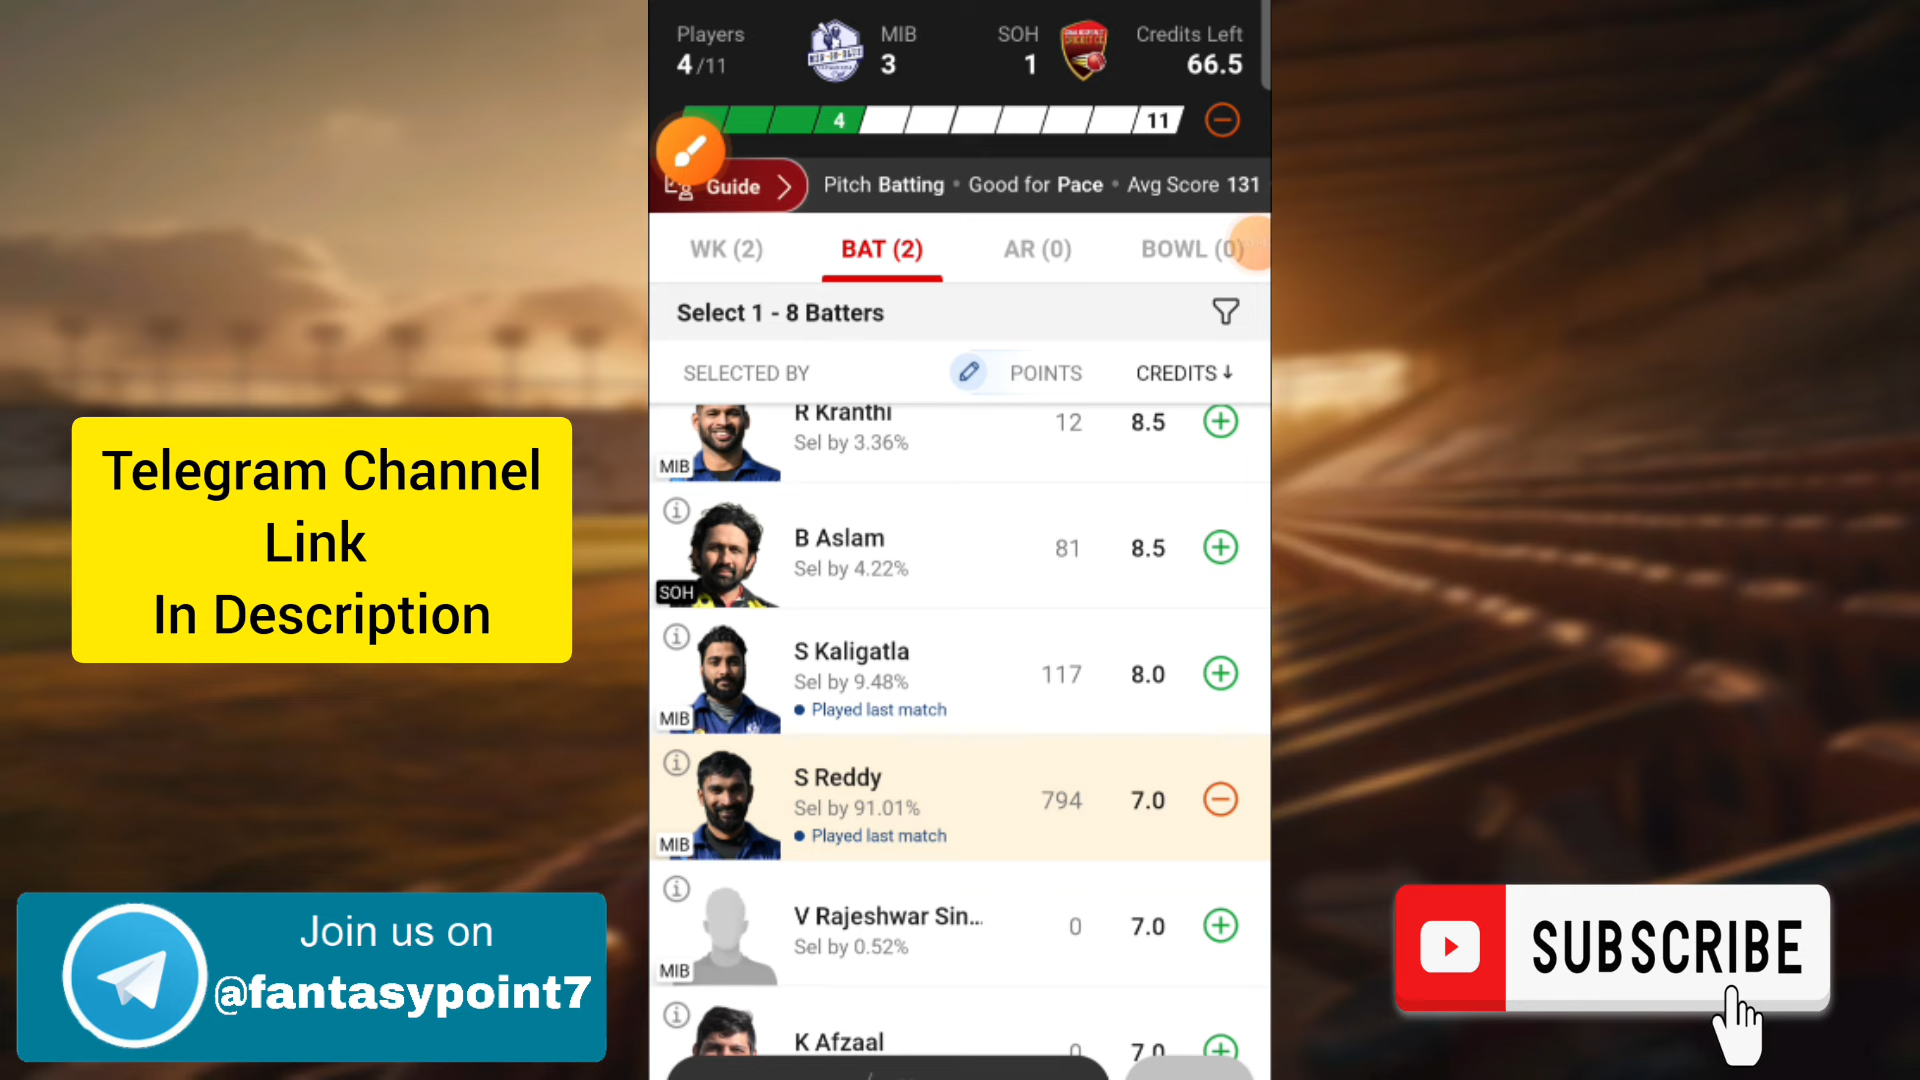 Players
4/11
MIB
3
SOH
1
Credits Left
66.5
4
11
Guide
Pitch Batting • Good for Pace • Avg Score 131
WK (2)
BAT (2)
AR (0)
BOWL (0)
Select 1 - 8 Batters
SELECTED BY
POINTS
CREDITS↓
R Kranthi
Sel by 3.36%
12
8.5
MIB
B Aslam
Sel by 4.22%
81
8.5
SOH
S Kaligatla
Sel by 9.48%
Played last match
117
8.0
MIB
S Reddy
Sel by 91.01%
Played last match
794
7.0
MIB
V Rajeshwar Sin...
Sel by 0.52%
0
7.0
MIB
K Afzaal
0
7.0
Telegram Channel
Link
In Description
Join us on
@fantasypoint7
SUBSCRIBE